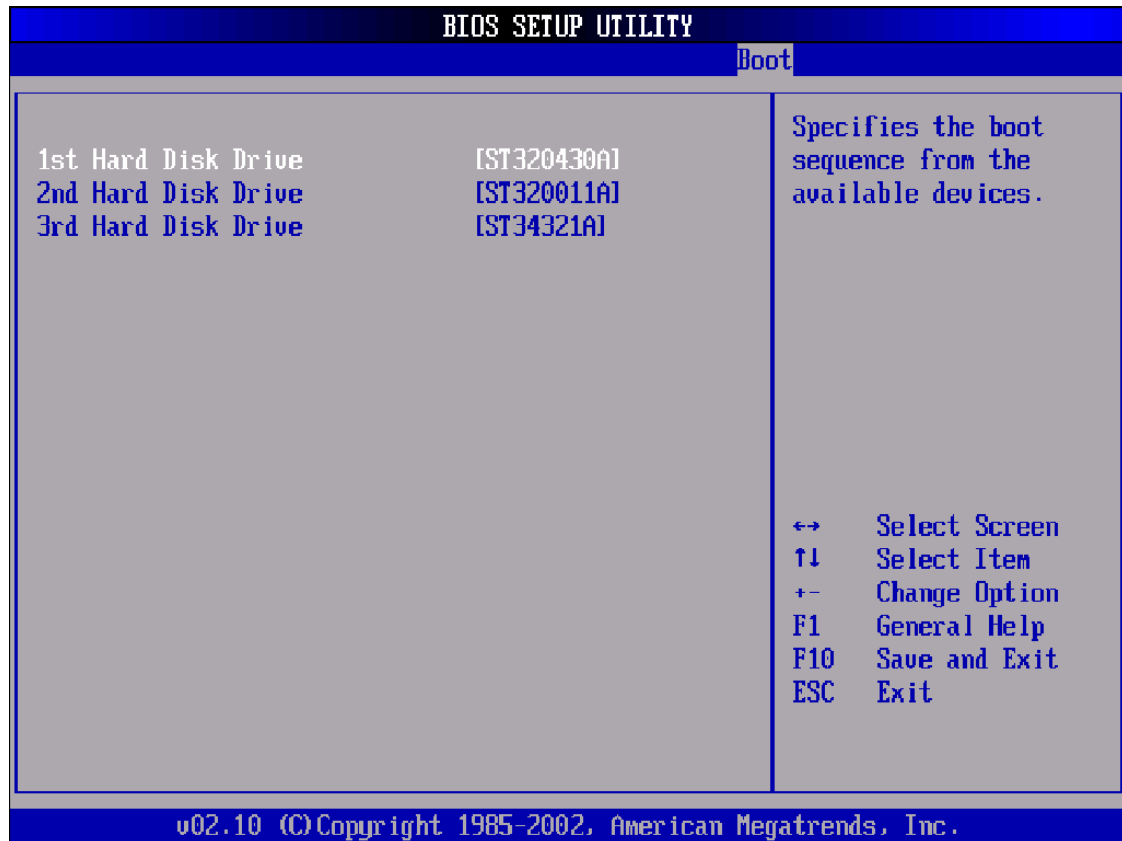 BIOS SETUP UTILITY
Boot
1st Hard Disk Drive [ST320430A]
2nd Hard Disk Drive [ST320011A]
3rd Hard Disk Drive [ST34321A]
Specifies the boot
sequence from the
available devices.
←→ Select Screen
↑↓ Select Item
+- Change Option
F1 General Help
F10 Save and Exit
ESC Exit
v02.10 (C)Copyright 1985-2002, American Megatrends, Inc.